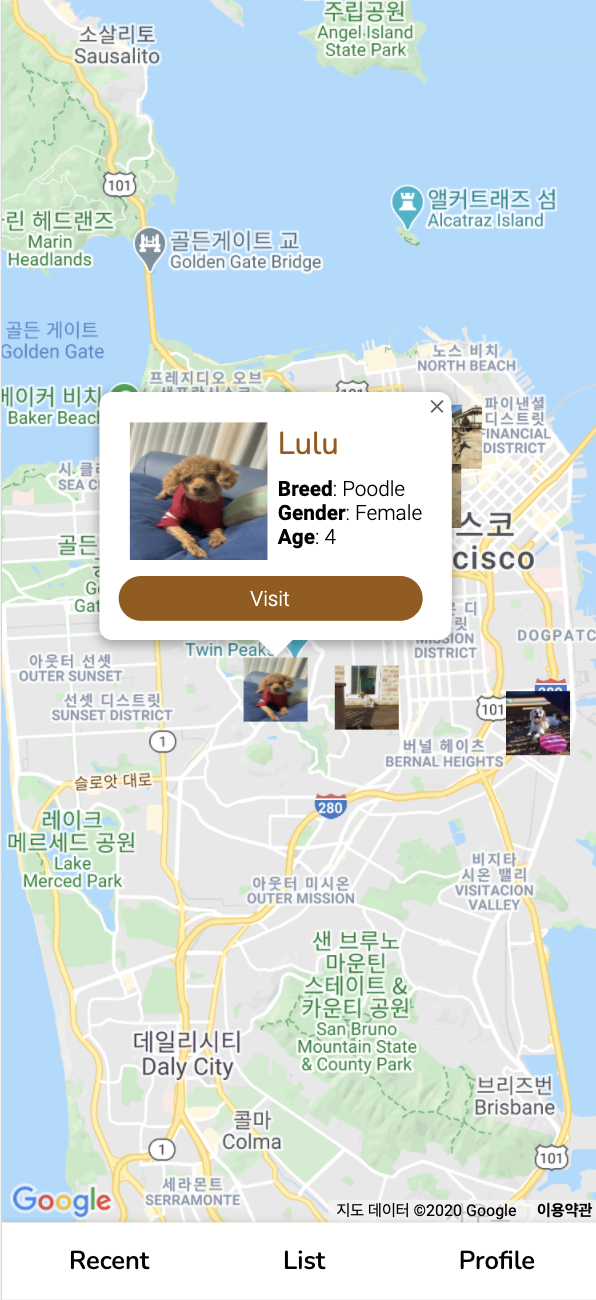 주립공원
Angel Island
State Park
소살리토
Sausalito
101
앨커트래즈 섬
Alcatraz Island
린 헤드랜즈
Marin
Headlands
골든게이트 교
Golden Gate Bridge
골든 게이트
Golden Gate
노스 비치
NORTH BEACH
프레지디오 오브
베이커 비치
Baker Beach
파이낸셜
디스트릭
FINANCIAL
DISTRICT
Lulu
Breed: Poodle
Gender: Female
Age: 4
Visit
시. 클
SEA C
골든
G
Gat
스코
cisco
Twin Peaks
MISSION
DISTRICT
DOGPATC
아웃터 선셋
OUTER SUNSET
선셋 디스트릭
SUNSET DISTRICT
101
280
1
버널 헤이츠
BERNAL HEIGHTS
슬로앗 대로
280
레이크
메르세드 공원
Lake
Merced Park
아웃터 미시온
OUTER MISSION
비지타
시온 밸리
VISITACION
VALLEY
샌 브루노
마운틴
스테이트 &
카운티 공원
San Bruno
Mountain State
& County Park
데일리시티
Daly City
브리즈번
Brisbane
콜마
Colma
1
101
세라몬트
SERRAMONTE
Google
지도 데이터 ©2020 Google
이용약관
Recent
List
Profile